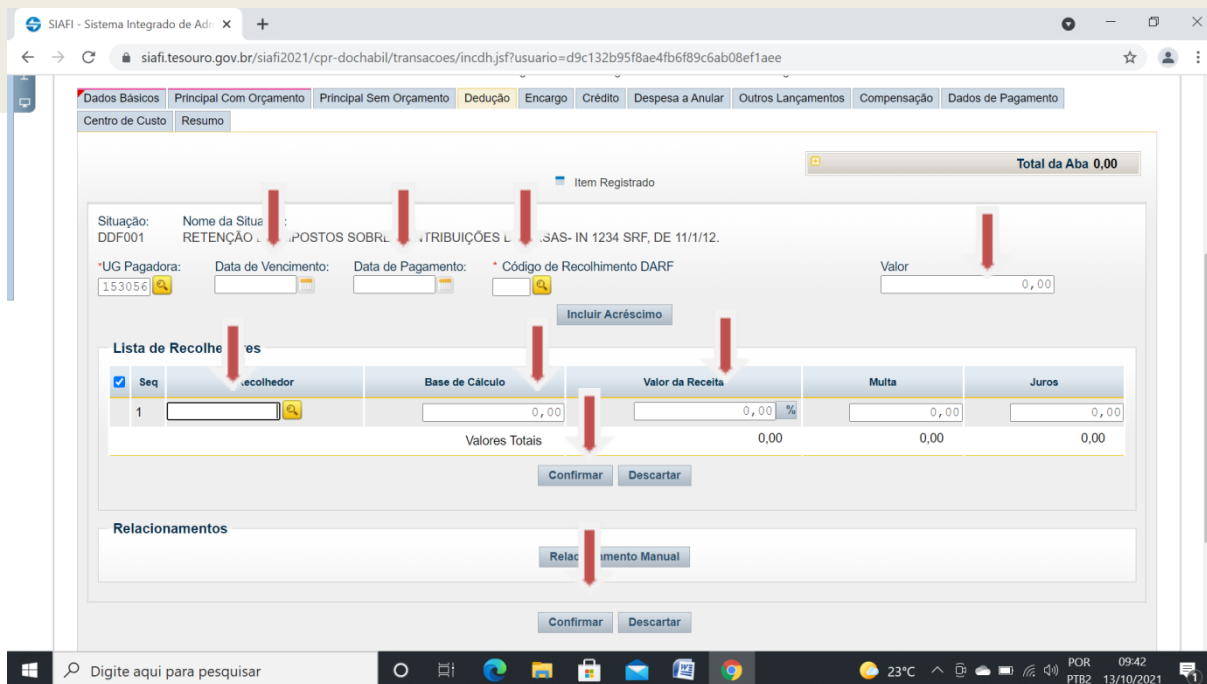 SIAFI - Sistema Integrado de Adm
siafi.tesouro.gov.br/siafi2021/cpr-dochabil/transacoes/incdh.jsf?usuario=d9c132b95f8ae4fb6f89c6ab08ef1aee
Dados Básicos Principal Com Orçamento Principal Sem Orçamento Dedução Encargo Crédito Despesa a Anular Outros Lançamentos Compensação Dados de Pagamento
Centro de Custo Resumo
Total da Aba 0,00
Item Registrado
Situação: Nome da Situa :
DDF001 RETENÇÃO POSTOS SOBRE TRIBUIÇÕES D SAS- IN 1234 SRF, DE 11/1/12.
*UG Pagadora: Data de Vencimento: Data de Pagamento: * Código de Recolhimento DARF Valor
153056 0,00
Incluir Acréscimo
Lista de Recolhe res
Seq ecolhedor Base de Cálculo Valor da Receita Multa Juros
1 0,00 0,00 % 0,00 0,00
Valores Totais 0,00 0,00 0,00
Confirmar Descartar
Relacionamentos
Relac mento Manual
Confirmar Descartar
Digite aqui para pesquisar 23°C POR 09:42
PTB2 13/10/2021 1